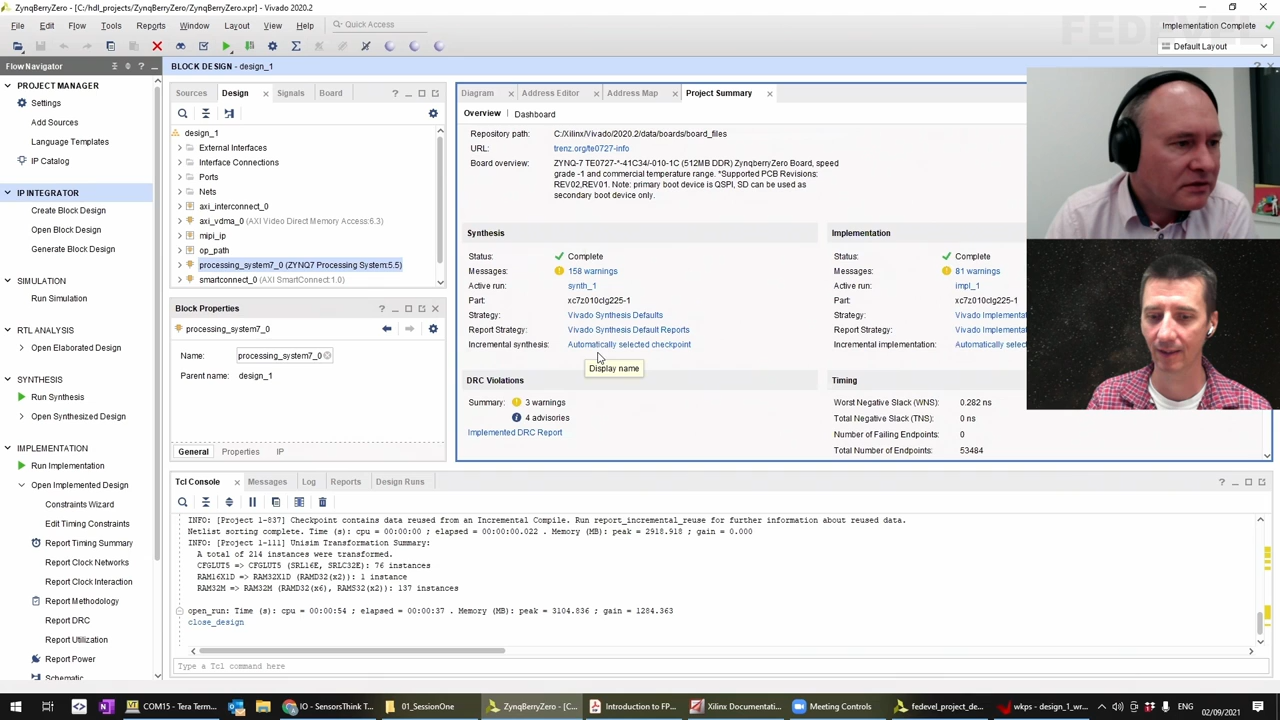 ZynqBerryZero - [C:/hdl_projects/ZynqBerryZero/ZynqBerryZero.xpr] - Vivado 2020.2
File Edit Flow Tools Reports Window Layout View Help Quick Access
Implementation Complete
FEDEVEL
Default Layout
Flow Navigator
PROJECT MANAGER
Settings
Add Sources
Language Templates
IP Catalog
IP INTEGRATOR
Create Block Design
Open Block Design
Generate Block Design
SIMULATION
Run Simulation
RTL ANALYSIS
Open Elaborated Design
SYNTHESIS
Run Synthesis
Open Synthesized Design
IMPLEMENTATION
Run Implementation
Open Implemented Design
Constraints Wizard
Edit Timing Constraints
Report Timing Summary
Report Clock Networks
Report Clock Interaction
Report Methodology
Report DRC
Report Utilization
Report Power
Schematic
BLOCK DESIGN - design_1
Sources Design Signals Board
design_1
External Interfaces
Interface Connections
Ports
Nets
axi_interconnect_0
axi_vdma_0 (AXI Video Direct Memory Access:6.3)
mipi_ip
op_path
processing_system7_0 (ZYNQ7 Processing System:5.5)
smartconnect_0 (AXI SmartConnect:1.0)
Block Properties
processing_system7_0
Name: processing_system7_0
Parent name: design_1
General Properties IP
Diagram Address Editor Address Map Project Summary
Overview Dashboard
Repository path: C:/Xilinx/Vivado/2020.2/data/boards/board_files
URL: trenz.org/te0727-info
Board overview: ZYNQ-7 TE0727-*-41C34/-010-1C (512MB DDR) ZynqberryZero Board, speed
grade -1 and commercial temperature range. *Supported PCB Revisions:
REV02,REV01. Note: primary boot device is QSPI, SD can be used as
secondary boot device only.
Synthesis
Status: Complete
Messages: 158 warnings
Active run: synth_1
Part: xc7z010clg225-1
Strategy: Vivado Synthesis Defaults
Report Strategy: Vivado Synthesis Default Reports
Incremental synthesis: Automatically selected checkpoint
Display name
Implementation
Status: Complete
Messages: 81 warnings
Active run: impl_1
Part: xc7z010clg225-1
Strategy: Vivado Implementa
Report Strategy: Vivado Implementa
Incremental implementation: Automatically selec
DRC Violations
Summary: 3 warnings
4 advisories
Implemented DRC Report
Timing
Worst Negative Slack (WNS): 0.282 ns
Total Negative Slack (TNS): 0 ns
Number of Failing Endpoints: 0
Total Number of Endpoints: 53484
Tcl Console Messages Log Reports Design Runs
INFO: [Project 1-837] Checkpoint contains data reused from an Incremental Compile. Run report_incremental_reuse for further information about reused data.
Netlist sorting complete. Time (s): cpu = 00:00:00 ; elapsed = 00:00:00.022 . Memory (MB): peak = 2918.918 ; gain = 0.000
INFO: [Project 1-111] Unisim Transformation Summary:
A total of 214 instances were transformed.
CFGLUT5 => CFGLUT5 (SRL16E, SRLC32E): 76 instances
RAM16X1D => RAM32X1D (RAMD32(x2)): 1 instance
RAM32M => RAM32M (RAMD32(x6), RAMS32(x2)): 137 instances
open_run: Time (s): cpu = 00:00:54 ; elapsed = 00:00:37 . Memory (MB): peak = 3104.836 ; gain = 1284.363
close_design
Type a Tcl command here
COM15 - Tera Term... IO - SensorsThink T... 01_SessionOne ZynqBerryZero - [C:... Introduction to FP... Xilinx Documentati... Meeting Controls fedevel_project_de... wkps - design_1_wr... 11:02
02/09/2021